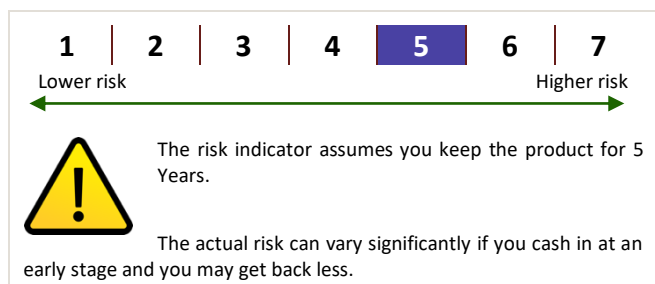 1 2 3 4 5 6 7
Lower risk Higher risk
The risk indicator assumes you keep the product for 5
Years.
The actual risk can vary significantly if you cash in at an
early stage and you may get back less.